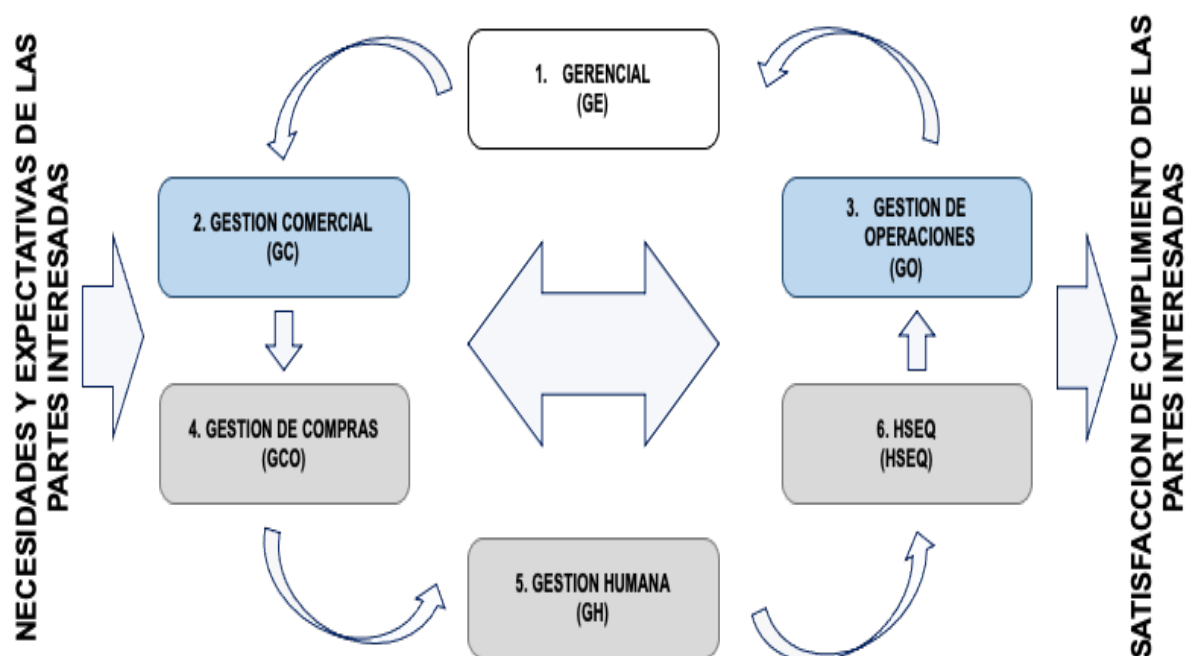 NECESIDADES Y EXPECTATIVAS DE LAS
PARTES INTERESADAS
1. GERENCIAL
(GE)
2. GESTION COMERCIAL
(GC)
3. GESTION DE
OPERACIONES
(GO)
4. GESTION DE COMPRAS
(GCO)
6. HSEQ
(HSEQ)
5. GESTION HUMANA
(GH)
SATISFACCION DE CUMPLIMIENTO DE LAS
PARTES INTERESADAS